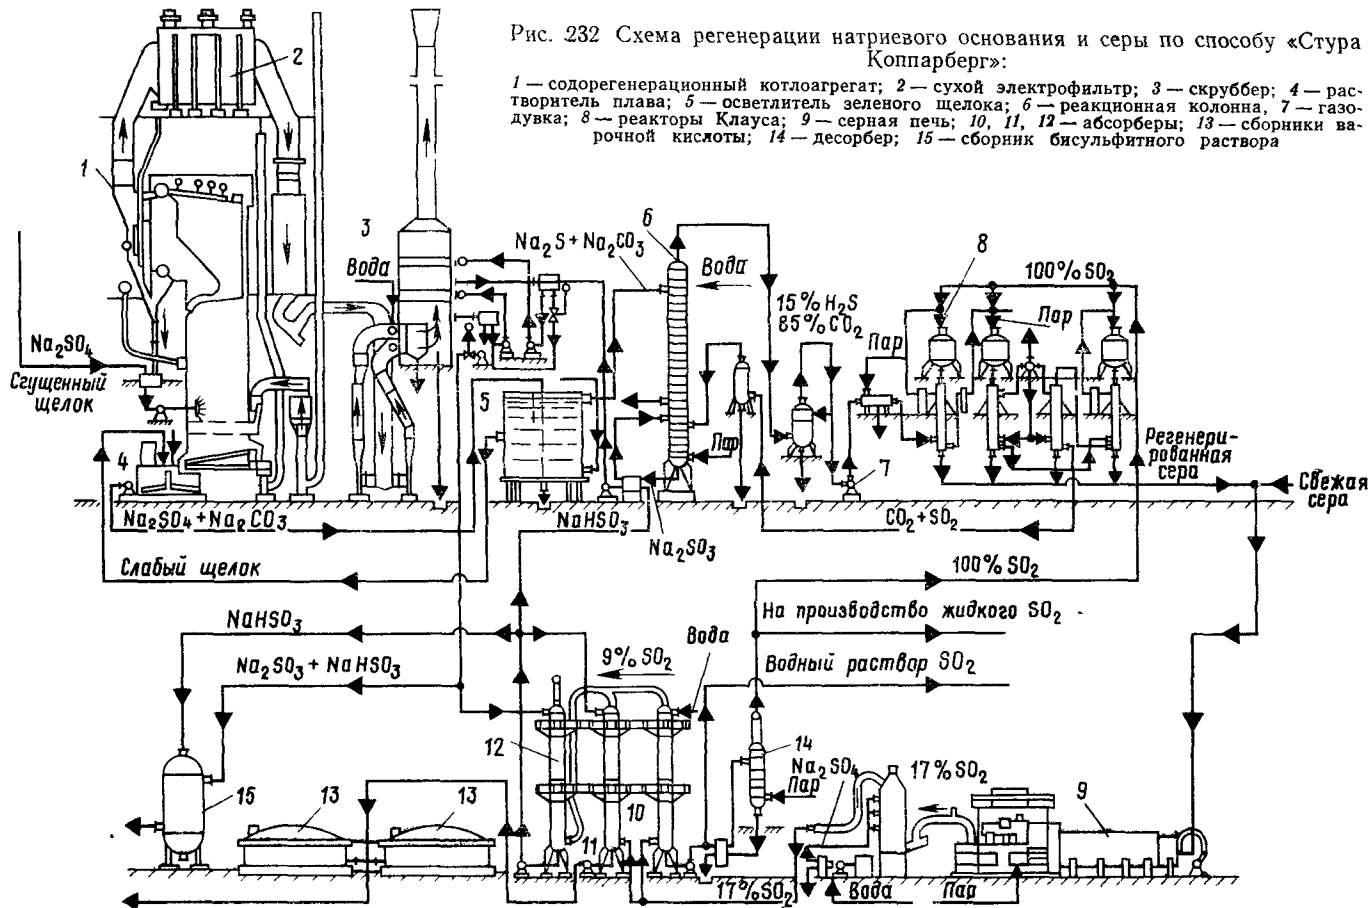 Рис. 232 Схема регенерации натриевого основания и серы по способу «Стура
Коппарберг»:
1 — содорегенерационный котлоагрегат; 2 — сухой электрофильтр; 3 — скруббер; 4 — рас-
творитель плава; 5 — осветлитель зеленого щелока; 6 — реакционная колонна, 7 — газо-
дувка; 8 — реакторы Клауса; 9 — серная печь; 10, 11, 12 — абсорберы; 13 — сборники ва-
рочной кислоты; 14 — десорбер; 15 — сборник бисульфитного раствора
2
1
3
Вода
Na₂S + Na₂CO₃
6
Вода
15% H₂S
85% CO₂
8
100% SO₂
Пар
Пар
Na₂SO₄
Сгущенный
щелок
4
5
Пар
7
Регенери-
рованная
сера
Свежая
сера
Na₂SO₄ + Na₂CO₃
NaHSO₃
Na₂SO₃
CO₂ + SO₂
Слабый щелок
100% SO₂
На производство жидкого SO₂
NaHSO₃
Вода
Na₂SO₃ + NaHSO₃
9% SO₂
Водный раствор SO₂
12
14
Na₂SO₄
Пар
17% SO₂
15
13
13
10
11
9
17% SO₂
Вода
Пар